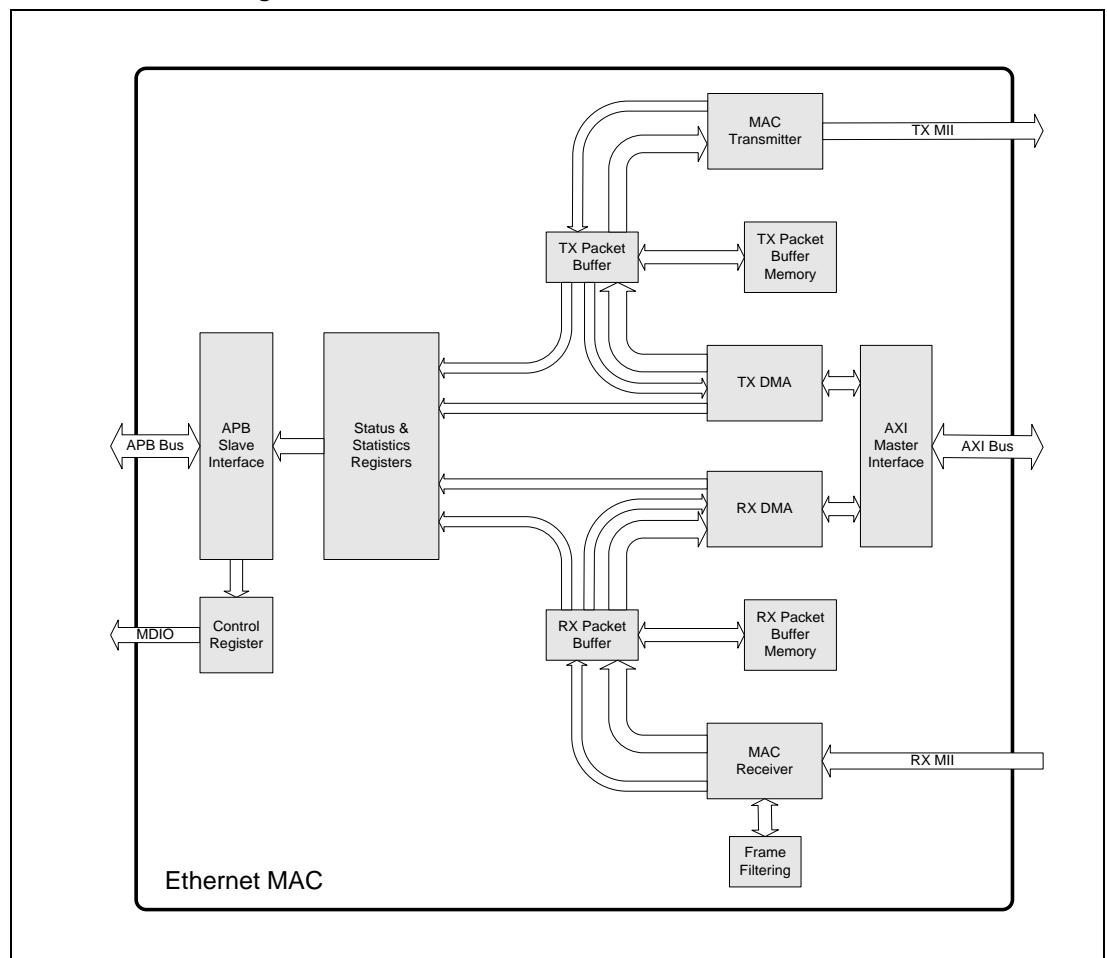 MAC
Transmitter
TX MII
TX Packet
Buffer
TX Packet
Buffer
Memory
APB
Slave
Interface
Status &
Statistics
Registers
TX DMA
AXI
Master
Interface
APB Bus
AXI Bus
RX DMA
Control
Register
MDIO
RX Packet
Buffer
RX Packet
Buffer
Memory
MAC
Receiver
RX MII
Frame
Filtering
Ethernet MAC